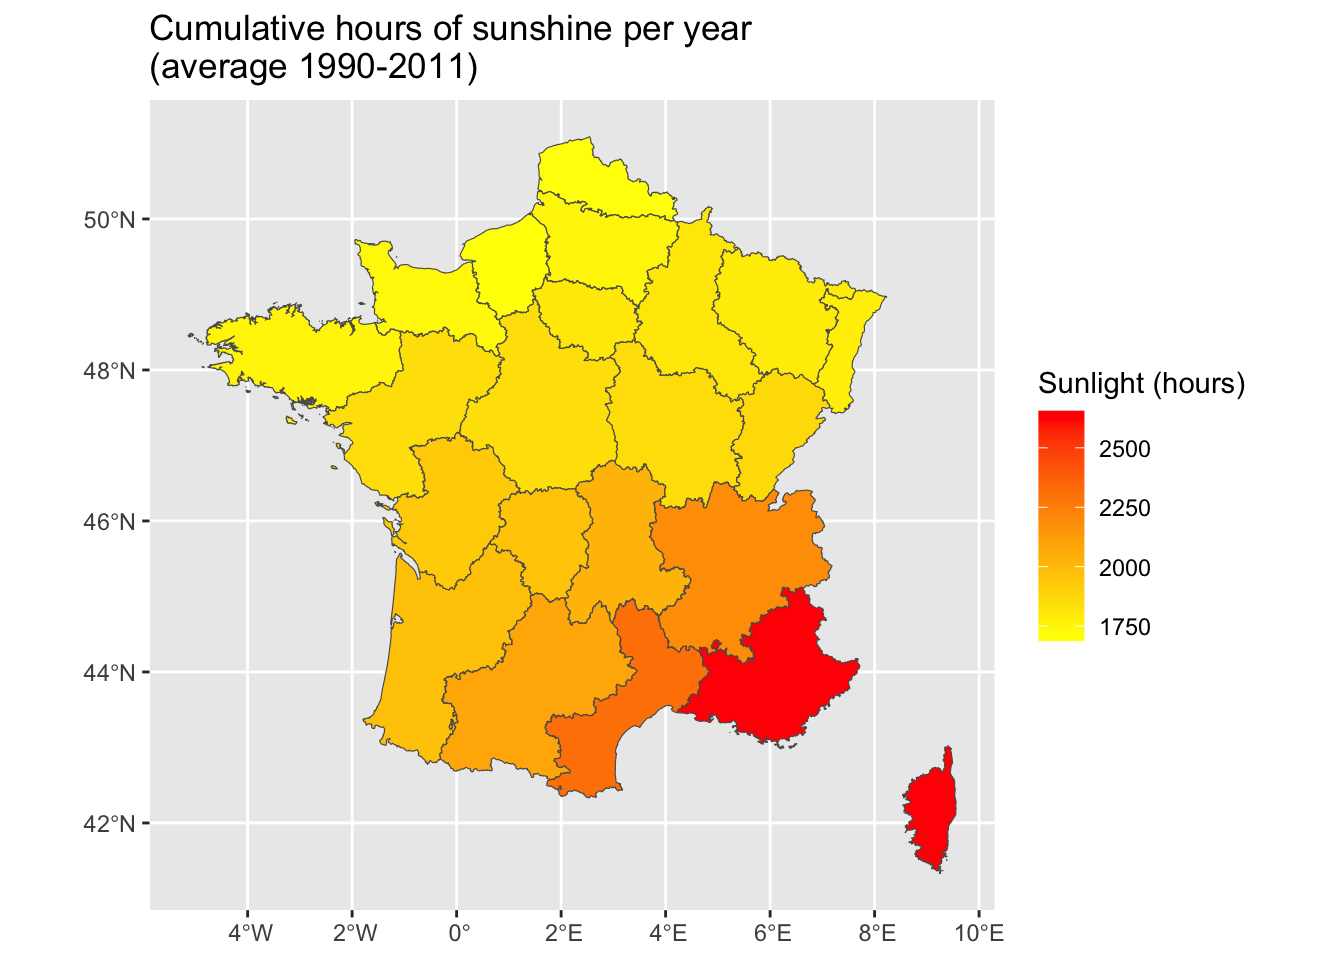 Cumulative hours of sunshine per year
(average 1990-2011)
50°N
48°N
46°N
44°N
42°N
4°W
2°W
0°
2°E
4°E
6°E
8°E
10°E
Sunlight (hours)
2500
2250
2000
1750